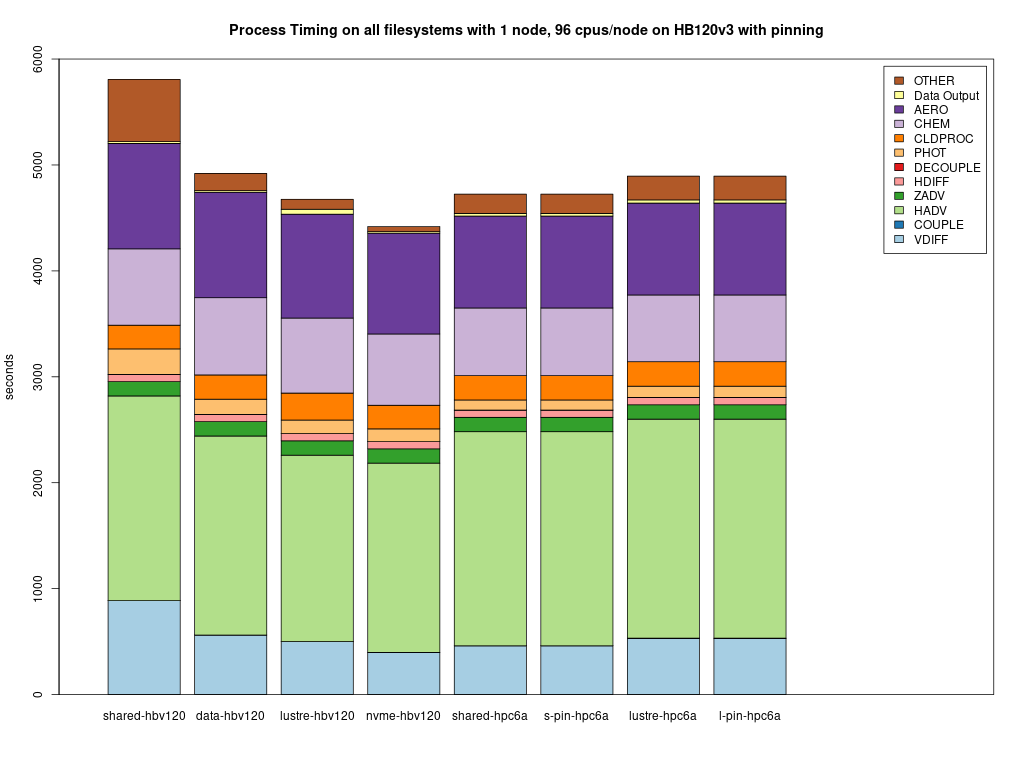 Process Timing on all filesystems with 1 node, 96 cpus/node on HB120v3 with pinning
6000
5000
4000
3000
2000
1000
0
seconds
OTHER
Data Output
AERO
CHEM
CLDPROC
PHOT
DECOUPLE
HDIFF
ZADV
HADV
COUPLE
VDIFF
shared-hbv120 data-hbv120 lustre-hbv120 nvme-hbv120 shared-hpc6a s-pin-hpc6a lustre-hpc6a l-pin-hpc6a